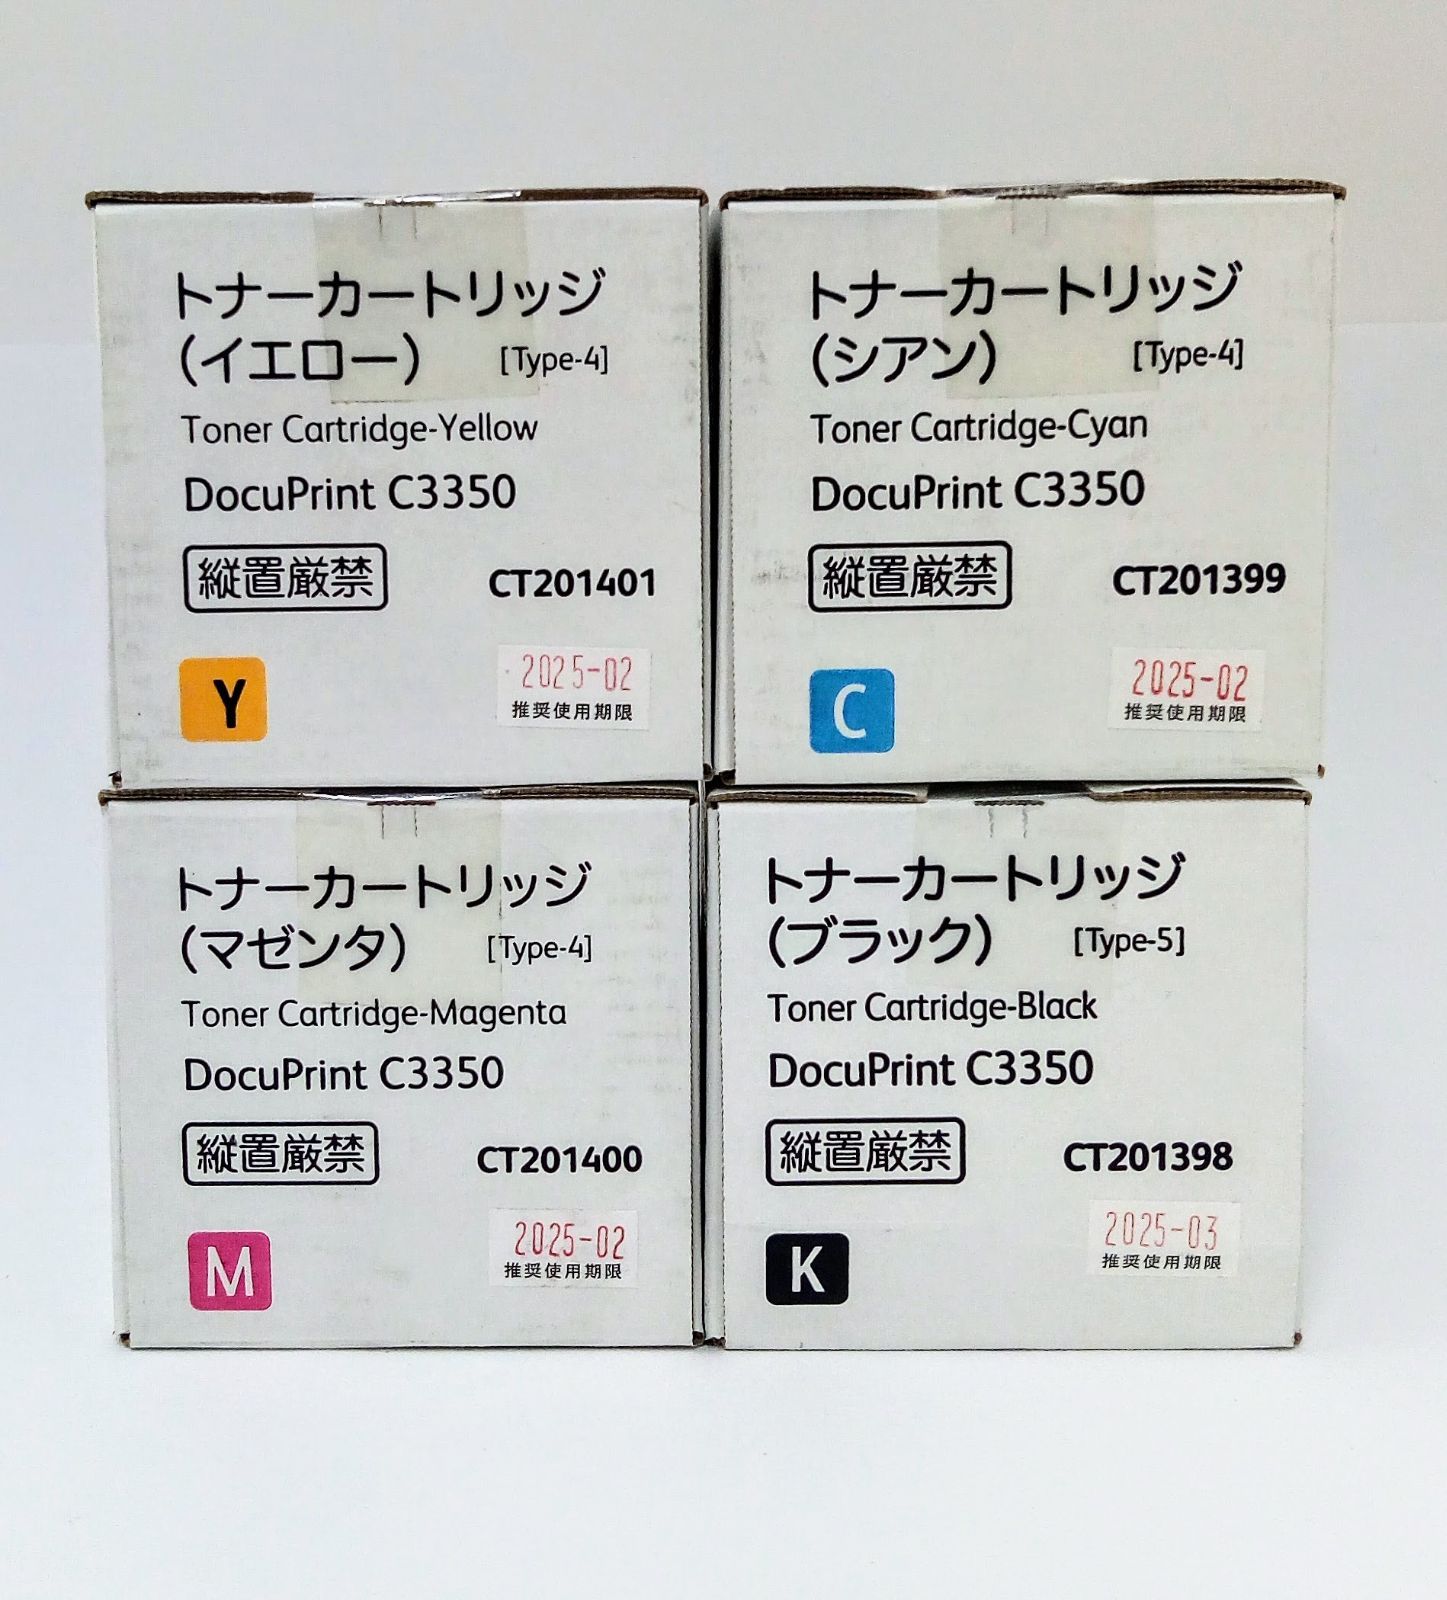 トナーカートリッジ
(イエロー) [Type-4]
Toner Cartridge-Yellow
DocuPrint C3350
縦置厳禁 CT201401
Y 2025-02
推奨使用期限
トナーカートリッジ
(シアン) [Type-4]
Toner Cartridge-Cyan
DocuPrint C3350
縦置厳禁 CT201399
C 2025-02
推奨使用期限
トナーカートリッジ
(マゼンタ) [Type-4]
Toner Cartridge-Magenta
DocuPrint C3350
縦置厳禁 CT201400
M 2025-02
推奨使用期限
トナーカートリッジ
(ブラック) [Type-5]
Toner Cartridge-Black
DocuPrint C3350
縦置厳禁 CT201398
K 2025-03
推奨使用期限